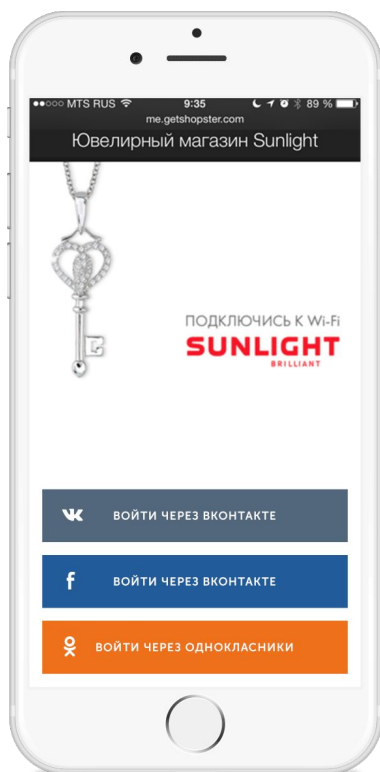 MTS RUS 9:35 89 %
me.getshopster.com
Ювелирный магазин Sunlight
ПОДКЛЮЧИСЬ К Wi-Fi
SUNLIGHT
BRILLIANT
ВОЙТИ ЧЕРЕЗ ВКОНТАКТЕ
f ВОЙТИ ЧЕРЕЗ ВКОНТАКТЕ
ВОЙТИ ЧЕРЕЗ ОДНОКЛАСНИКИ